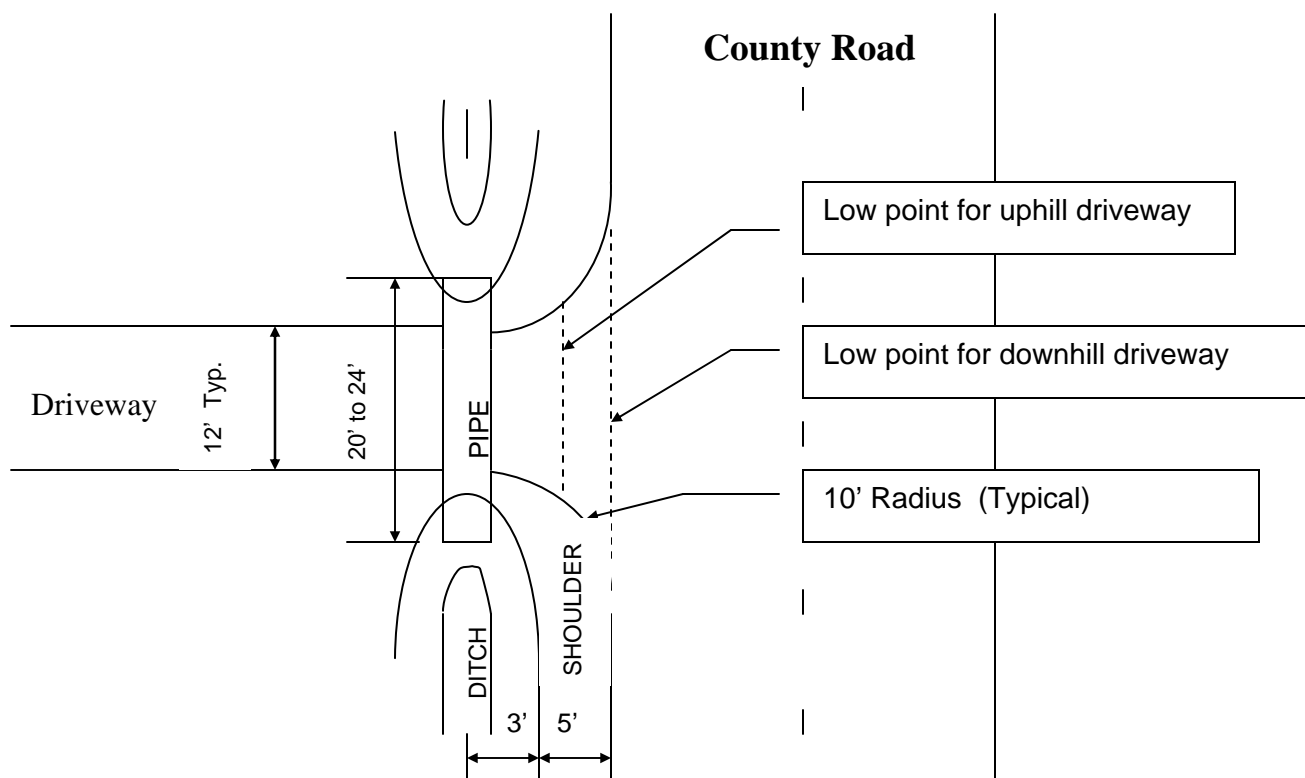 County Road
Low point for uphill driveway
Low point for downhill driveway
Driveway
12’ Typ.
20’ to 24’
PIPE
10’ Radius (Typical)
SHOULDER
DITCH
3’
5’